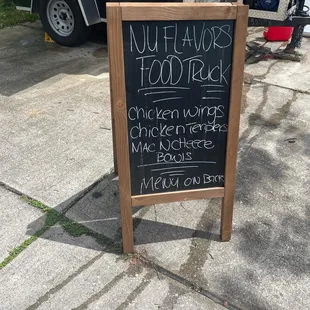 NU FLAVORS
FOOD TRUCK
chicken wings
chicken Tenders
MAC N CHEESE
BOWLS
MENU ON BACK